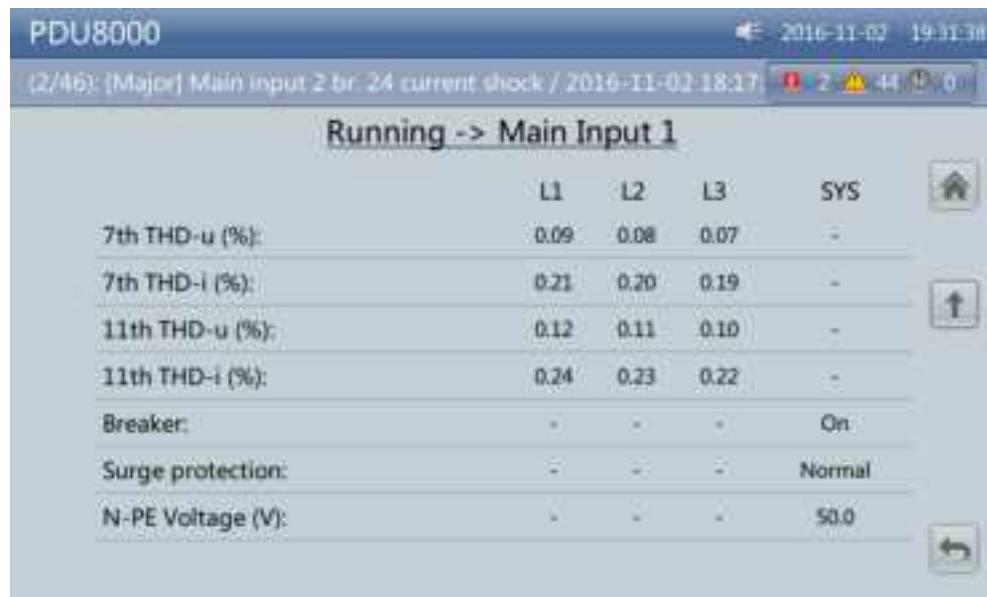 PDU8000 2016-11-02 19:31:38
(2/46): [Major] Main input 2 br. 24 current shock / 2016-11-02 18:17: 2 44 0
Running -> Main Input 1
L1 L2 L3 SYS
7th THD-u (%): 0.09 0.08 0.07 -
7th THD-i (%): 0.21 0.20 0.19 -
11th THD-u (%): 0.12 0.11 0.10 -
11th THD-i (%): 0.24 0.23 0.22 -
Breaker: - - - On
Surge protection: - - - Normal
N-PE Voltage (V): - - - 50.0